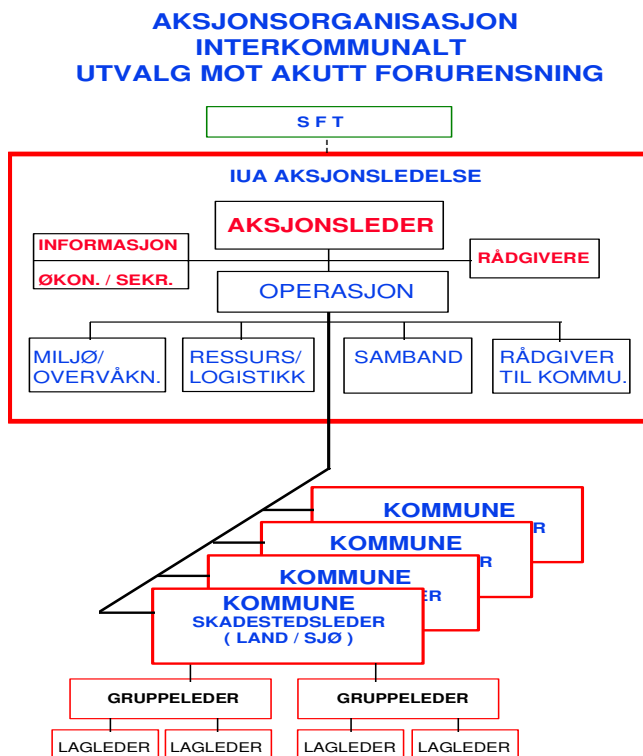 AKSJONSORGANISASJON
INTERKOMMUNALT
UTVALG MOT AKUTT FORURENSNING
S F T
IUA AKSJONSLEDELSE
AKSJONSLEDER
INFORMASJON
ØKON. / SEKR.
RÅDGIVERE
OPERASJON
MILJØ/
OVERVÅKN.
RESSURS/
LOGISTIKK
SAMBAND
RÅDGIVER
TIL KOMMU.
KOMMUNE
R
KOMMUNE
R
KOMMUNE
ER
KOMMUNE
SKADESTEDSLEDER
( LAND / SJØ )
GRUPPELEDER
GRUPPELEDER
LAGLEDER
LAGLEDER
LAGLEDER
LAGLEDER